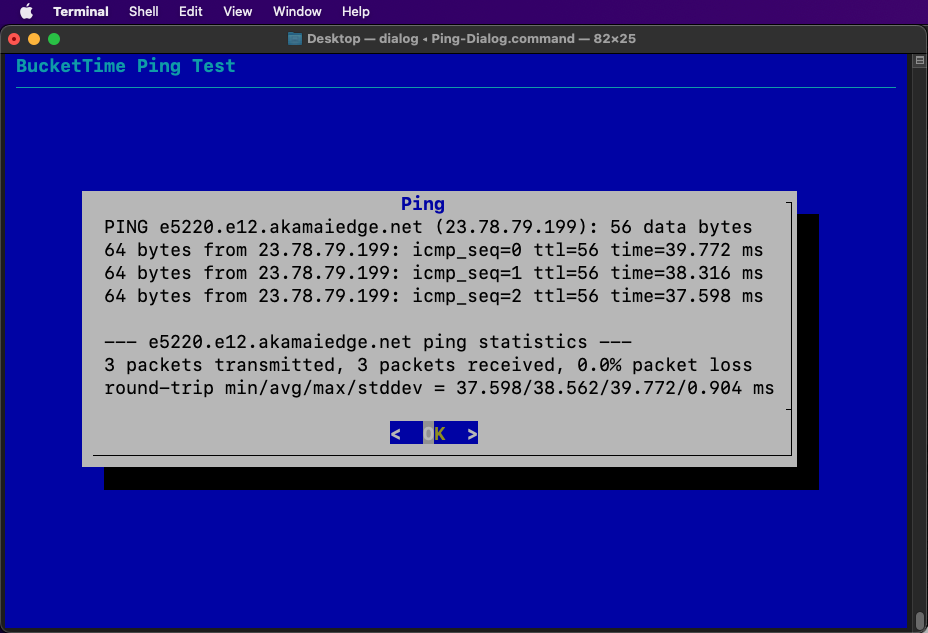 Terminal Shell Edit View Window Help
Desktop — dialog ◂ Ping-Dialog.command — 82×25
BucketTime Ping Test
Ping
PING e5220.e12.akamaiedge.net (23.78.79.199): 56 data bytes
64 bytes from 23.78.79.199: icmp_seq=0 ttl=56 time=39.772 ms
64 bytes from 23.78.79.199: icmp_seq=1 ttl=56 time=38.316 ms
64 bytes from 23.78.79.199: icmp_seq=2 ttl=56 time=37.598 ms
--- e5220.e12.akamaiedge.net ping statistics ---
3 packets transmitted, 3 packets received, 0.0% packet loss
round-trip min/avg/max/stddev = 37.598/38.562/39.772/0.904 ms
< OK >